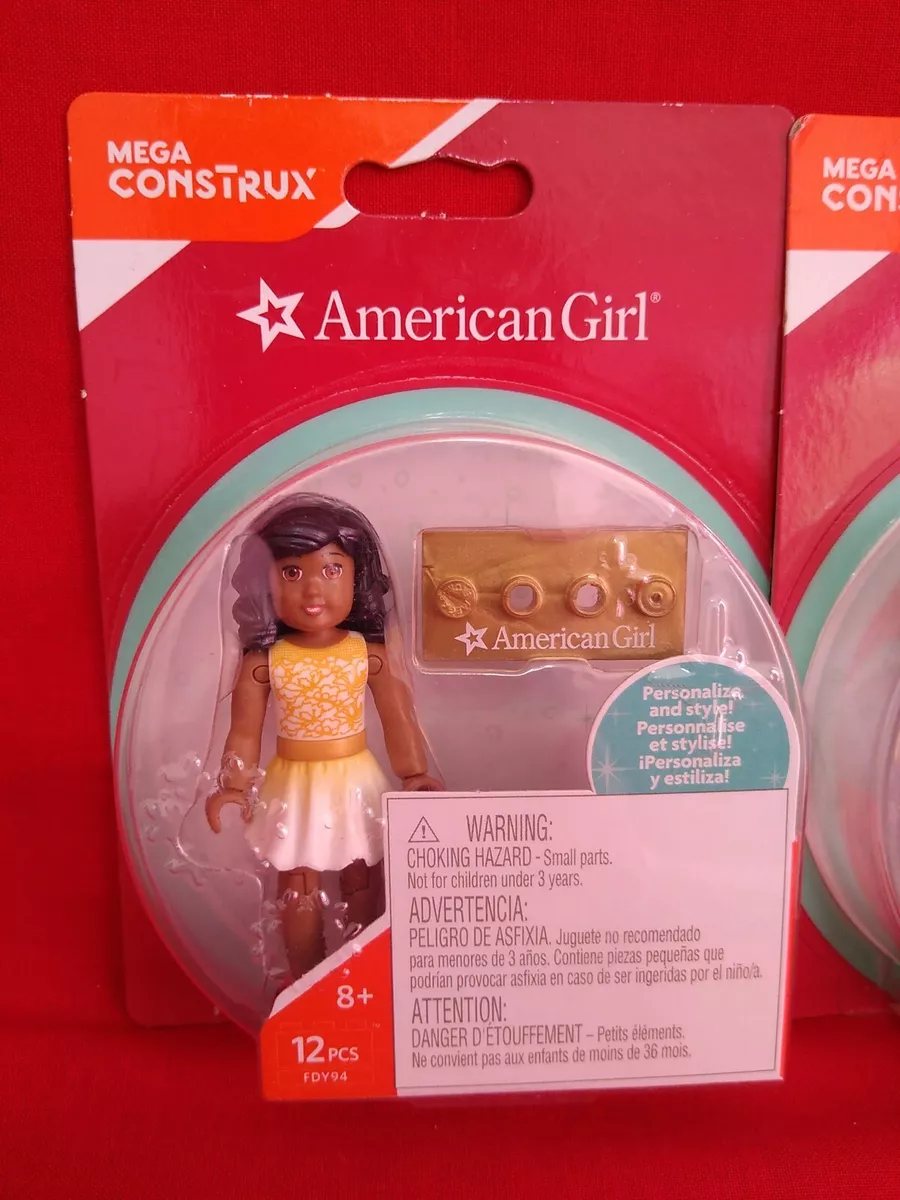 MEGA
CONSTRUX
American Girl®
American Girl
Personalize
and style!
Personnalise
et stylise!
¡Personaliza
y estiliza!
⚠ WARNING:
CHOKING HAZARD - Small parts.
Not for children under 3 years.
ADVERTENCIA:
PELIGRO DE ASFIXIA. Juguete no recomendado
para menores de 3 años. Contiene piezas pequeñas que
podrían provocar asfixia en caso de ser ingeridas por el niño/a.
ATTENTION:
DANGER D'ÉTOUFFEMENT – Petits éléments.
Ne convient pas aux enfants de moins de 36 mois.
8+
12 PCS
FDY94
MEGA
CON